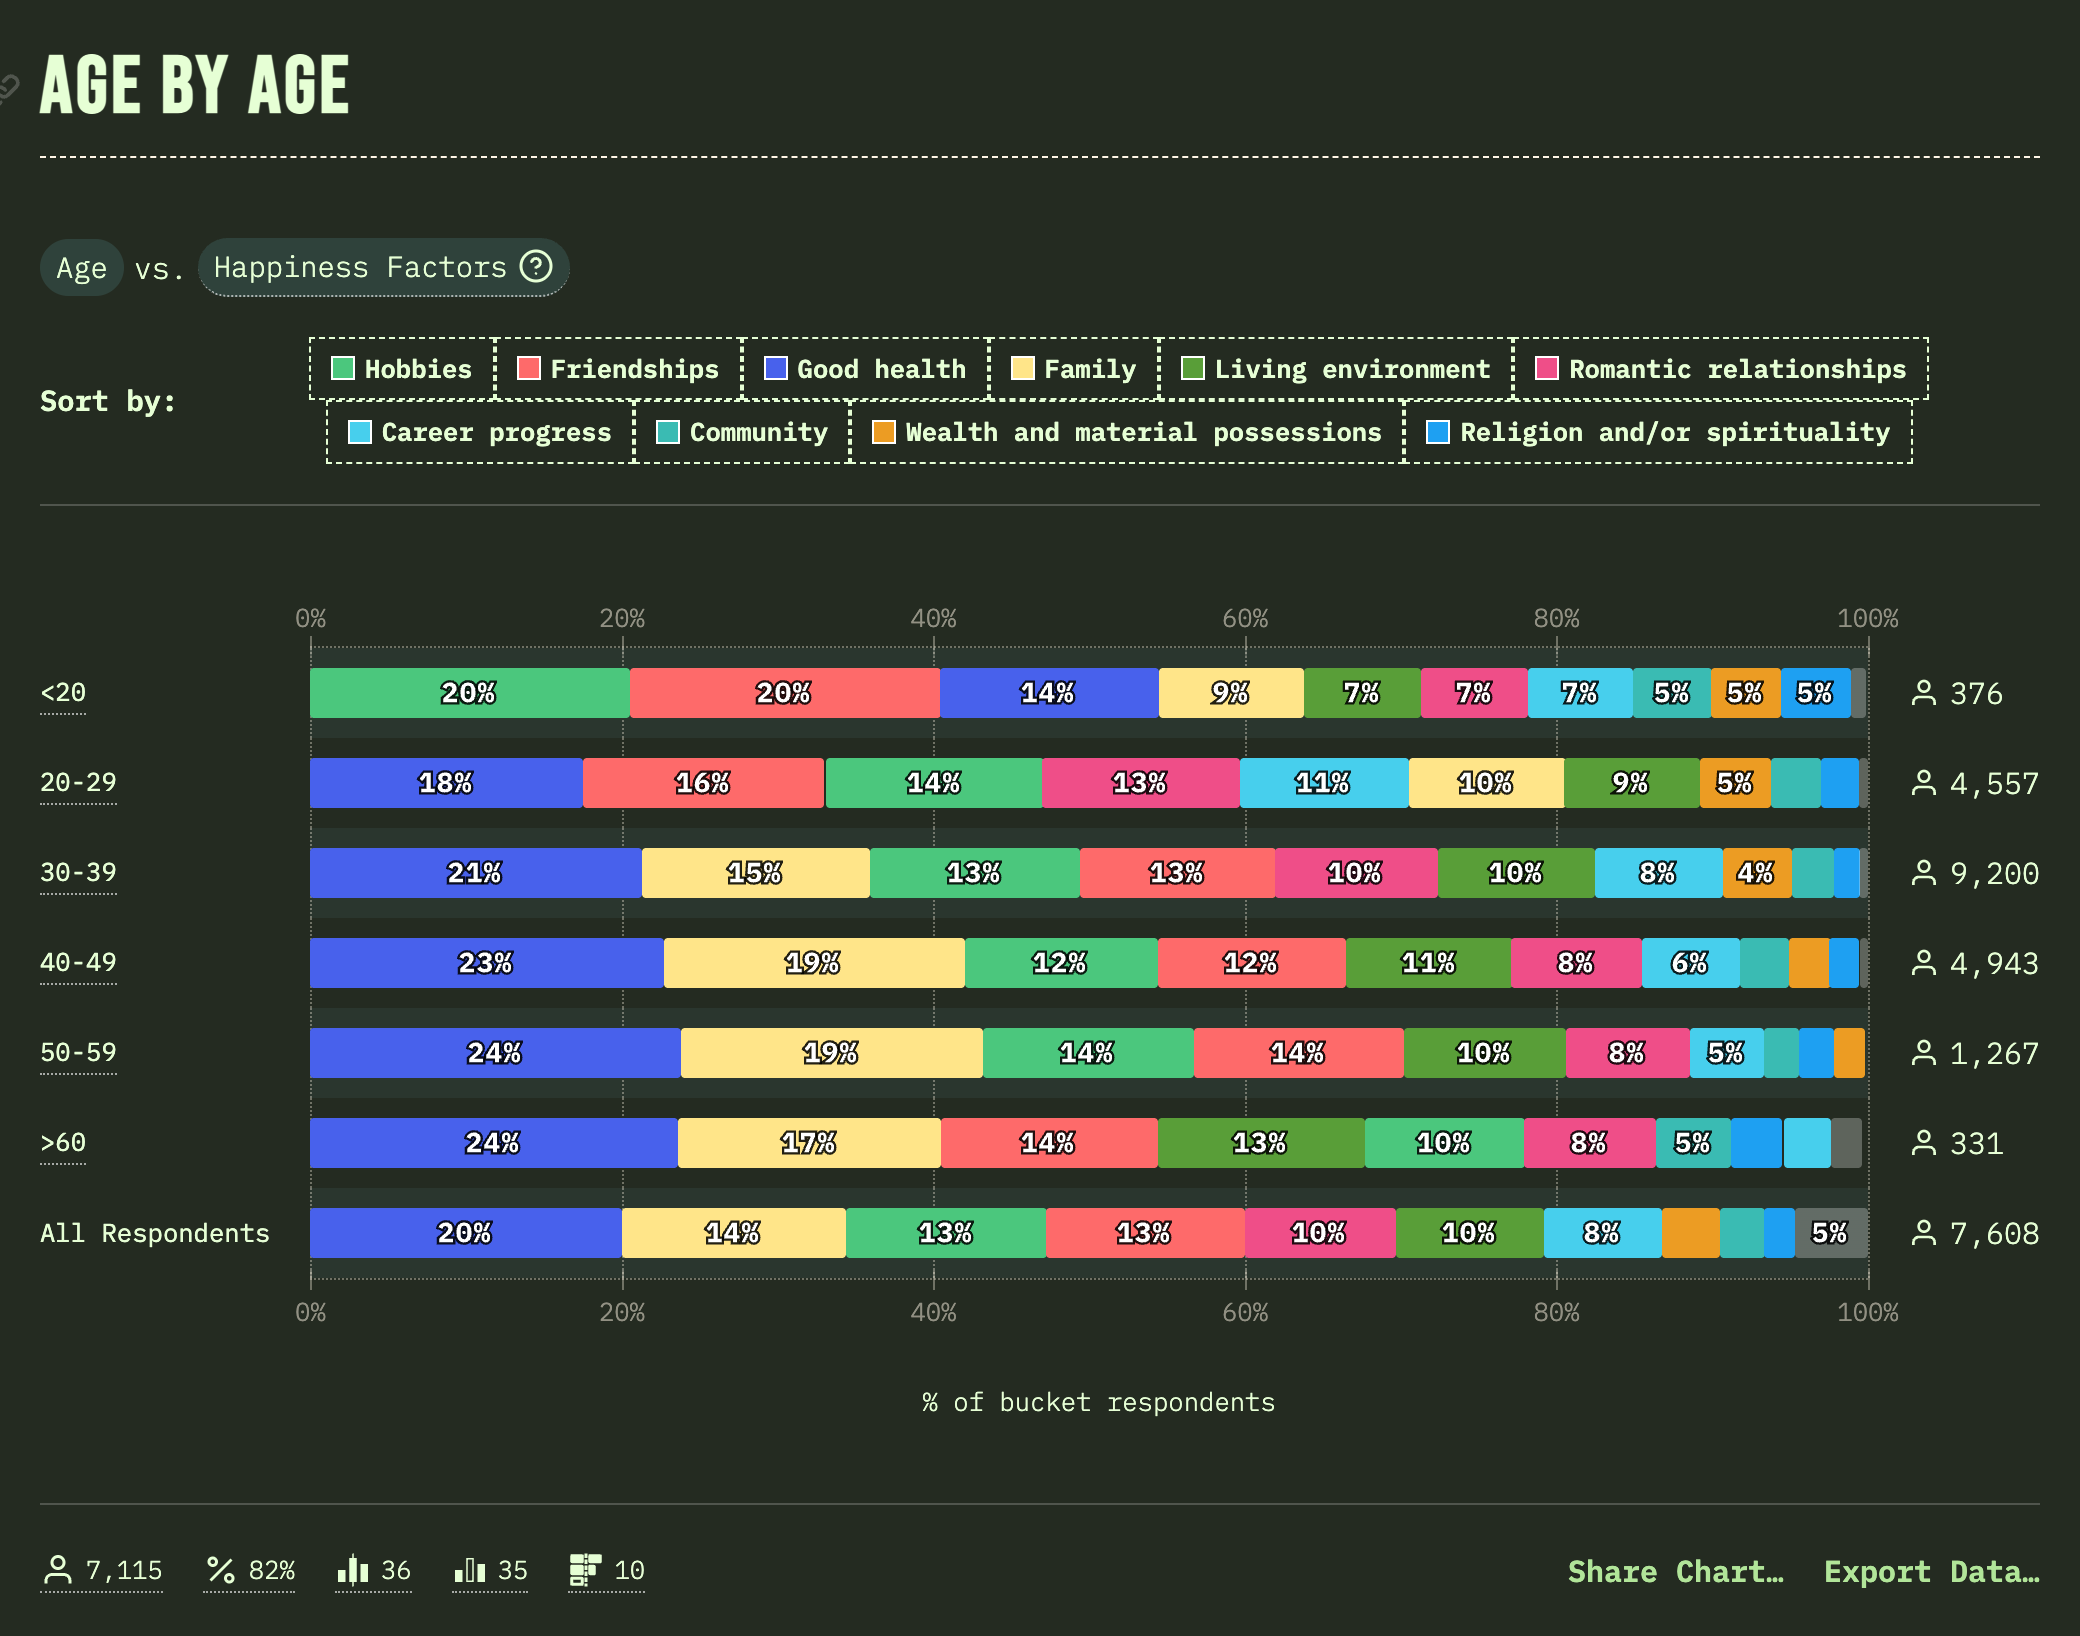 AGE BY AGE
Age vs. Happiness Factors ?
Sort by:
Hobbies Friendships Good health Family Living environment Romantic relationships
Career progress Community Wealth and material possessions Religion and/or spirituality
0% 20% 40% 60% 80% 100%
<20 20% 20% 14% 9% 7% 7% 7% 5% 5% 5% 376
20-29 18% 16% 14% 13% 11% 10% 9% 5% 4,557
30-39 21% 15% 13% 13% 10% 10% 8% 4% 9,200
40-49 23% 19% 12% 12% 11% 8% 6% 4,943
50-59 24% 19% 14% 14% 10% 8% 5% 1,267
>60 24% 17% 14% 13% 10% 8% 5% 331
All Respondents 20% 14% 13% 13% 10% 10% 8% 5% 7,608
0% 20% 40% 60% 80% 100%
% of bucket respondents
7,115 82% 36 35 10 Share Chart… Export Data…